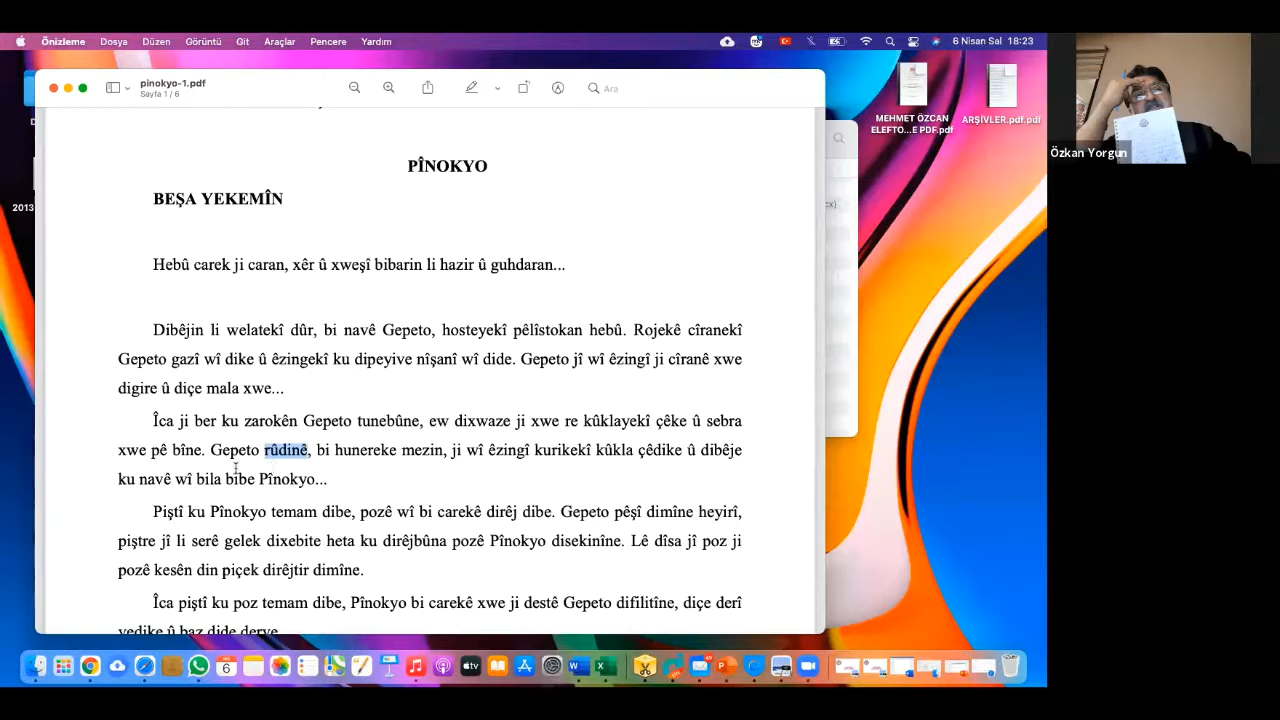 Önizleme Dosya Düzen Görüntü Git Araçlar Pencere Yardım 6 Nisan Sal 18:23
pinokyo-1.pdf
Sayfa 1 / 6
Ara
MEHMET ÖZCAN
ELEFTO...E PDF.pdf
ARŞİVLER.pdf.pdf
Özkan Yorgun
2013
PÎNOKYO
BEŞA YEKEMÎN
Hebû carek ji caran, xêr û xweşî bibarin li hazir û guhdaran...
Dibêjin li welatekî dûr, bi navê Gepeto, hosteyekî pêlîstokan hebû. Rojekê cîranekî
Gepeto gazî wî dike û êzingekî ku dipeyive nîşanî wî dide. Gepeto jî wî êzingî ji cîranê xwe
digire û diçe mala xwe...
Îca ji ber ku zarokên Gepeto tunebûne, ew dixwaze ji xwe re kûklayekî çêke û sebra
xwe pê bîne. Gepeto rûdinê, bi hunereke mezin, ji wî êzingî kurikekî kûkla çêdike û dibêje
ku navê wî bila bibe Pînokyo...
Piştî ku Pînokyo temam dibe, pozê wî bi carekê dirêj dibe. Gepeto pêşî dimîne heyirî,
piştre jî li serê gelek dixebite heta ku dirêjbûna pozê Pînokyo disekinîne. Lê dîsa jî poz ji
pozê kesên din piçek dirêjtir dimîne.
Îca piştî ku poz temam dibe, Pînokyo bi carekê xwe ji destê Gepeto difilitîne, diçe derî
vedike û baz dide derve